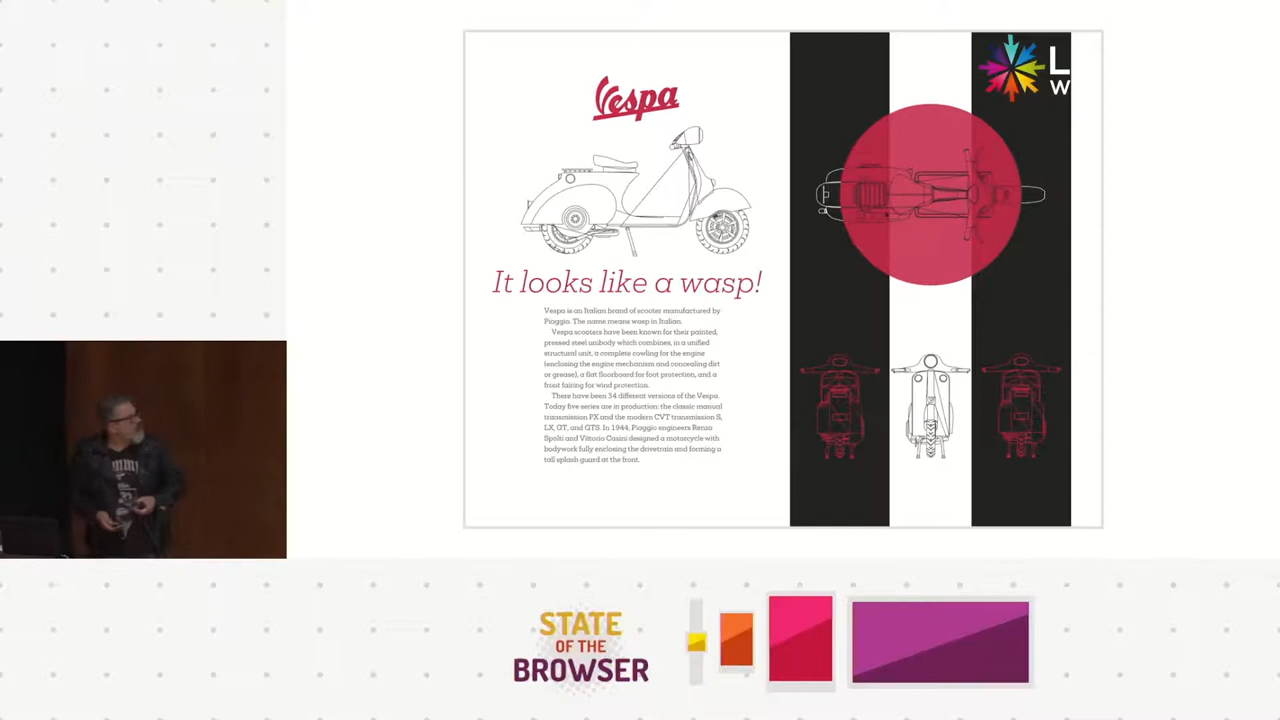 Vespa
It looks like a wasp!
Vespa is an Italian brand of scooter manufactured by
Piaggio. The name means wasp in Italian.
Vespa scooters have been known for their painted,
pressed steel unibody which combines, in a unified
structural unit, a complete cowling for the engine
(enclosing the engine mechanism and concealing dirt
or grease), a flat floorboard for foot protection, and a
front fairing for wind protection.
There have been 34 different versions of the Vespa.
Today five series are in production: the classic manual
transmission PX and the modern CVT transmission S,
LX, GT, and GTS. In 1944, Piaggio engineers Renzo
Spolti and Vittorio Casini designed a motorcycle with
bodywork fully enclosing the drivetrain and forming a
tall splash guard at the front.
L
W
STATE
OF THE
BROWSER